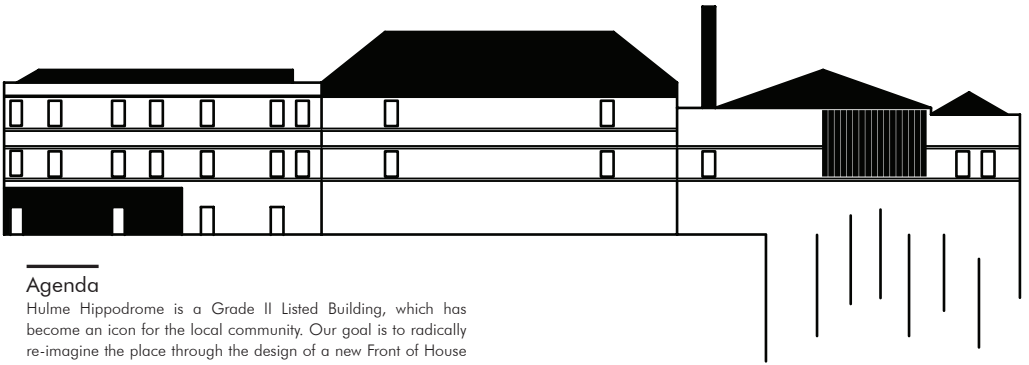 Agenda
Hulme Hippodrome is a Grade II Listed Building, which has
become an icon for the local community. Our goal is to radically
re-imagine the place through the design of a new Front of House